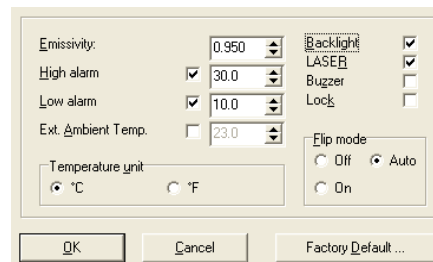 Emissivity: 0.950
High alarm 30.0
Low alarm 10.0
Ext. Ambient Temp. 23.0
Temperature unit
°C °F
Backlight
LASER
Buzzer
Lock
Flip mode
Off Auto
On
OK Cancel Factory Default ...